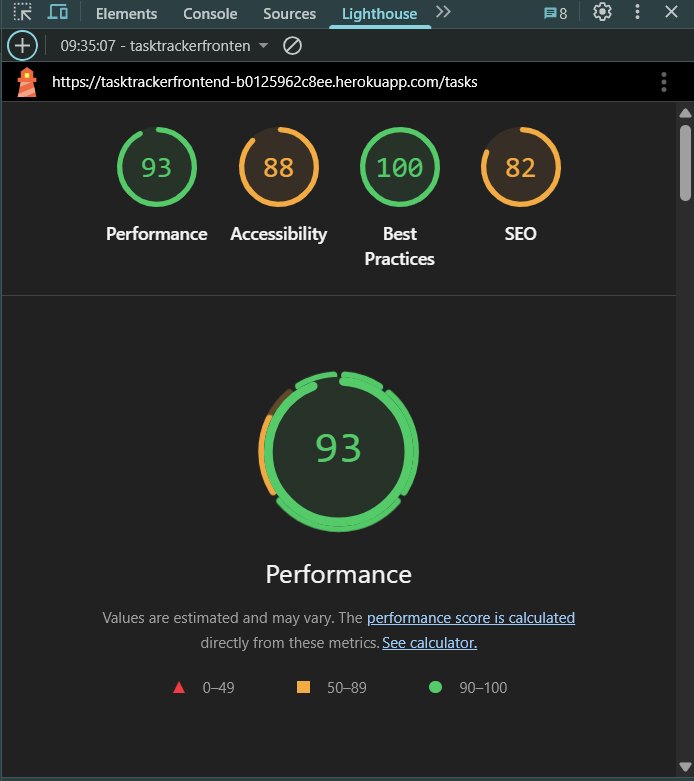 Elements Console Sources Lighthouse 8
09:35:07 - tasktrackerfronten
https://tasktrackerfrontend-b0125962c8ee.herokuapp.com/tasks
93 88 100 82
Performance Accessibility Best Practices SEO
93
Performance
Values are estimated and may vary. The performance score is calculated
directly from these metrics. See calculator.
0–49 50–89 90–100